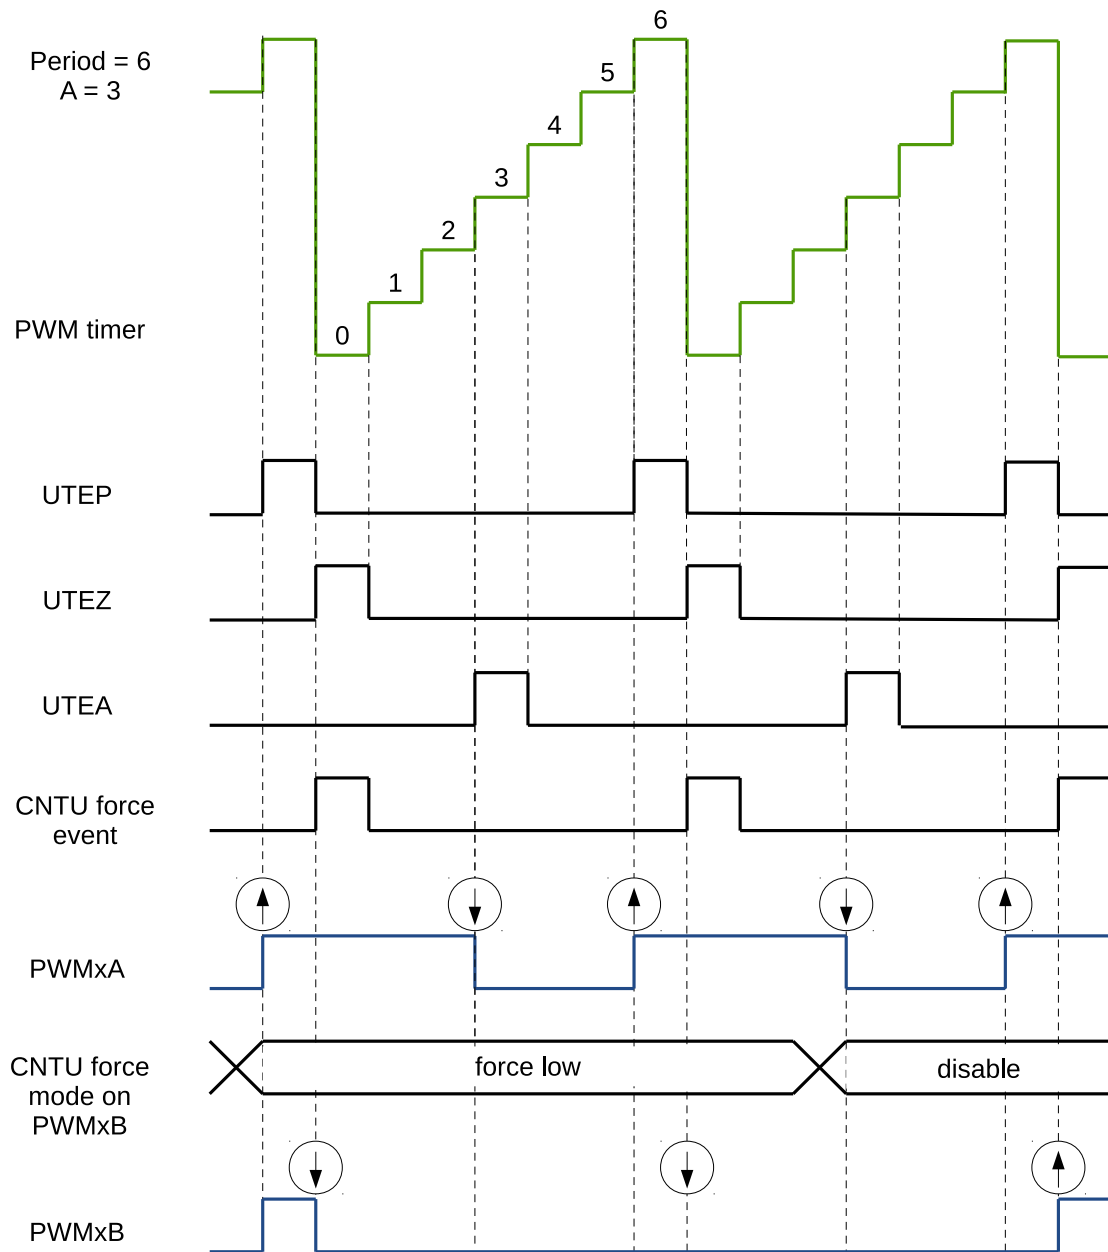 6
Period = 6
A = 3
5
4
3
2
1
0
PWM timer
UTEP
UTEZ
UTEA
CNTU force
event
PWMxA
CNTU force
mode on
PWMxB
force low
disable
PWMxB